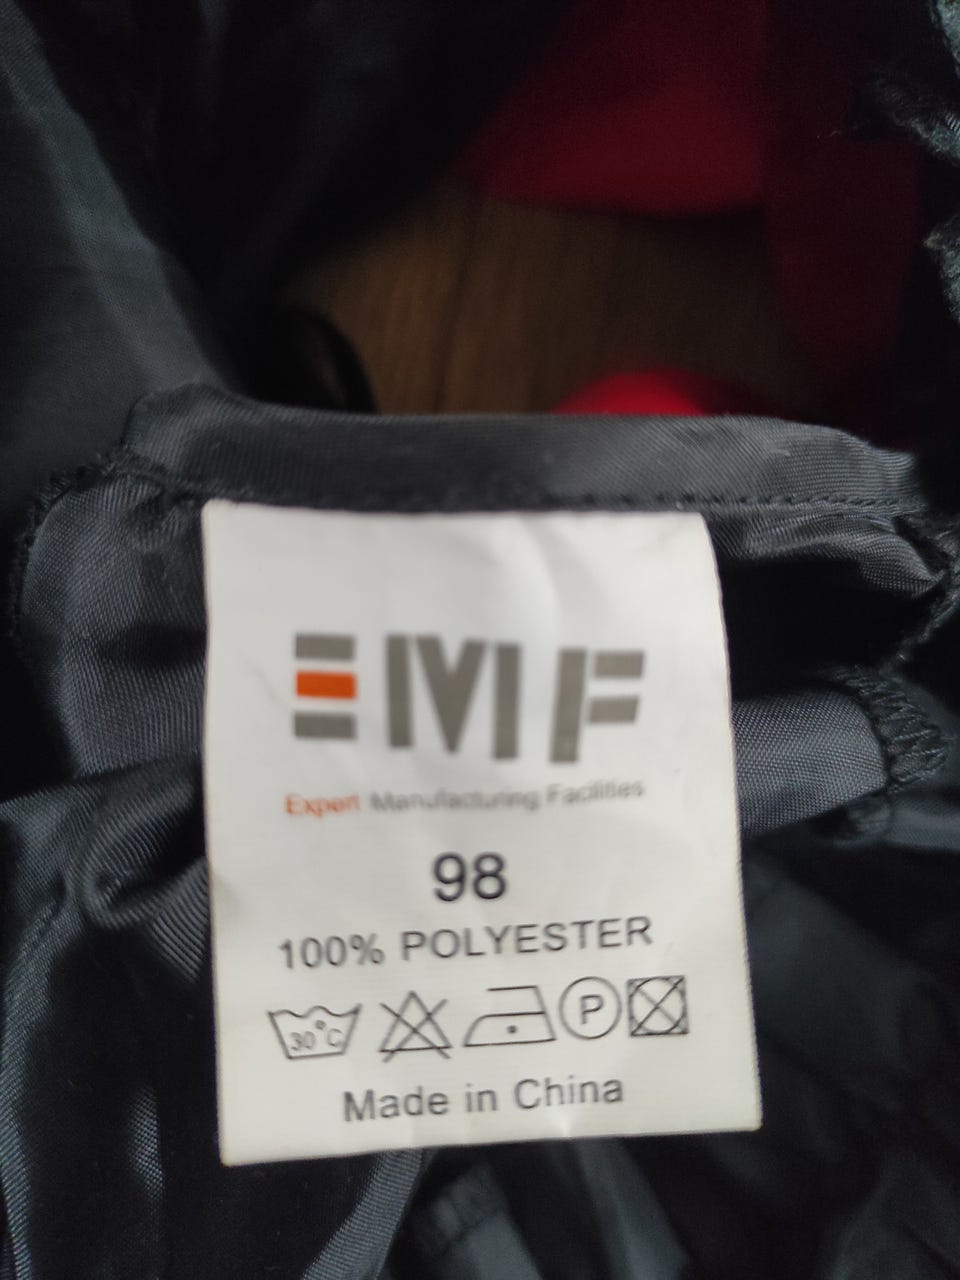 EMF
Expert Manufacturing Facilities
98
100% POLYESTER
30°C P
Made in China